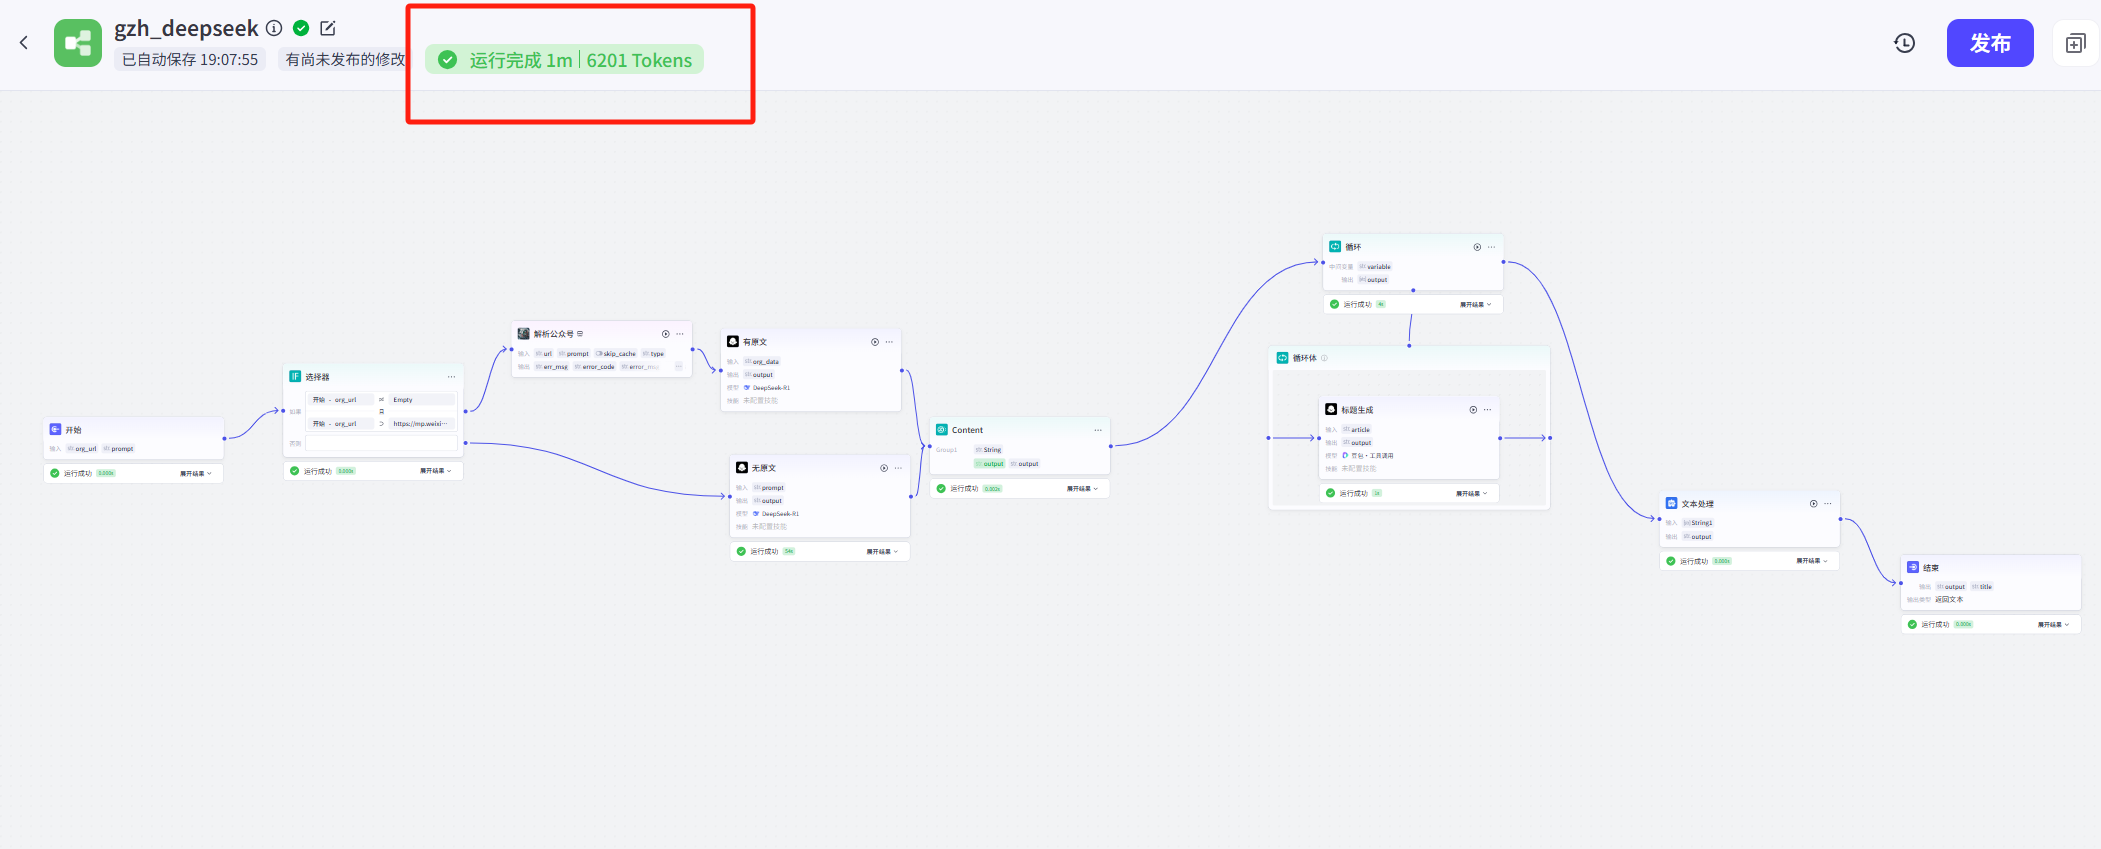 gzh_deepseek
已自动保存 19:07:55 有尚未发布的修改
运行完成 1m | 6201 Tokens
发布
开始
输入 org_url prompt
运行成功 0.000s 展开结果
选择器
如果 开始 - org_url ≠ Empty
且
开始 - org_url ⊃ https://mp.weixi...
否则
运行成功 0.000s 展开结果
解析公众号
输入 url prompt skip_cache type
输出 err_msg error_code error_ms
有原文
输入 org_data
输出 output
模型 DeepSeek-R1
技能 未配置技能
无原文
输入 prompt
输出 output
模型 DeepSeek-R1
技能 未配置技能
运行成功 54s 展开结果
Content
Group1 String
output output
运行成功 0.002s 展开结果
循环
中间变量 variable
输出 output
运行成功 4s 展开结果
循环体
标题生成
输入 article
输出 output
模型 豆包·工具调用
技能 未配置技能
运行成功 展开结果
文本处理
输入 String1
输出 output
运行成功 0.000s 展开结果
结束
输出 output title
输出类型 返回文本
运行成功 0.000s 展开结果